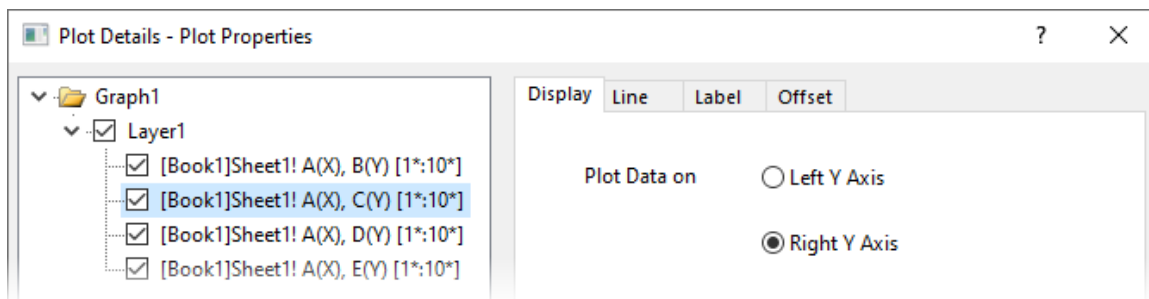 Plot Details - Plot Properties
?
Graph1
Layer1
[Book1]Sheet1! A(X), B(Y) [1*:10*]
[Book1]Sheet1! A(X), C(Y) [1*:10*]
[Book1]Sheet1! A(X), D(Y) [1*:10*]
[Book1]Sheet1! A(X), E(Y) [1*:10*]
Display Line Label Offset
Plot Data on Left Y Axis
Right Y Axis